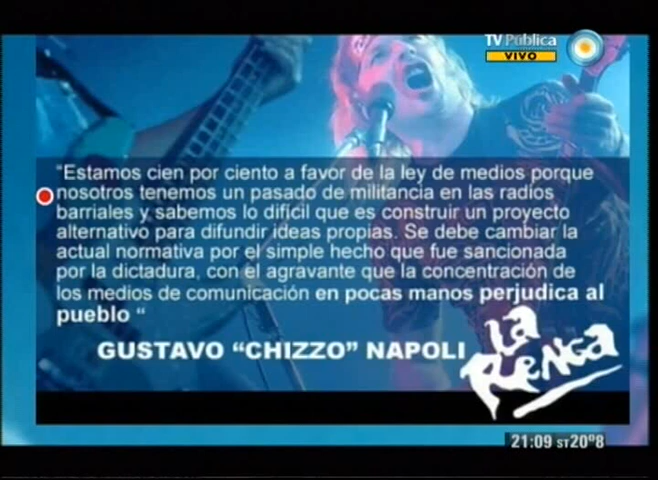 TV Pública
VIVO
“Estamos cien por ciento a favor de la ley de medios porque
nosotros tenemos un pasado de militancia en las radios
barriales y sabemos lo difícil que es construir un proyecto
alternativo para difundir ideas propias. Se debe cambiar la
actual normativa por el simple hecho que fue sancionada
por la dictadura, con el agravante que la concentración de
los medios de comunicación en pocas manos perjudica al
pueblo “
GUSTAVO “CHIZZO” NAPOLI
La Renga
21:09 ST20º8